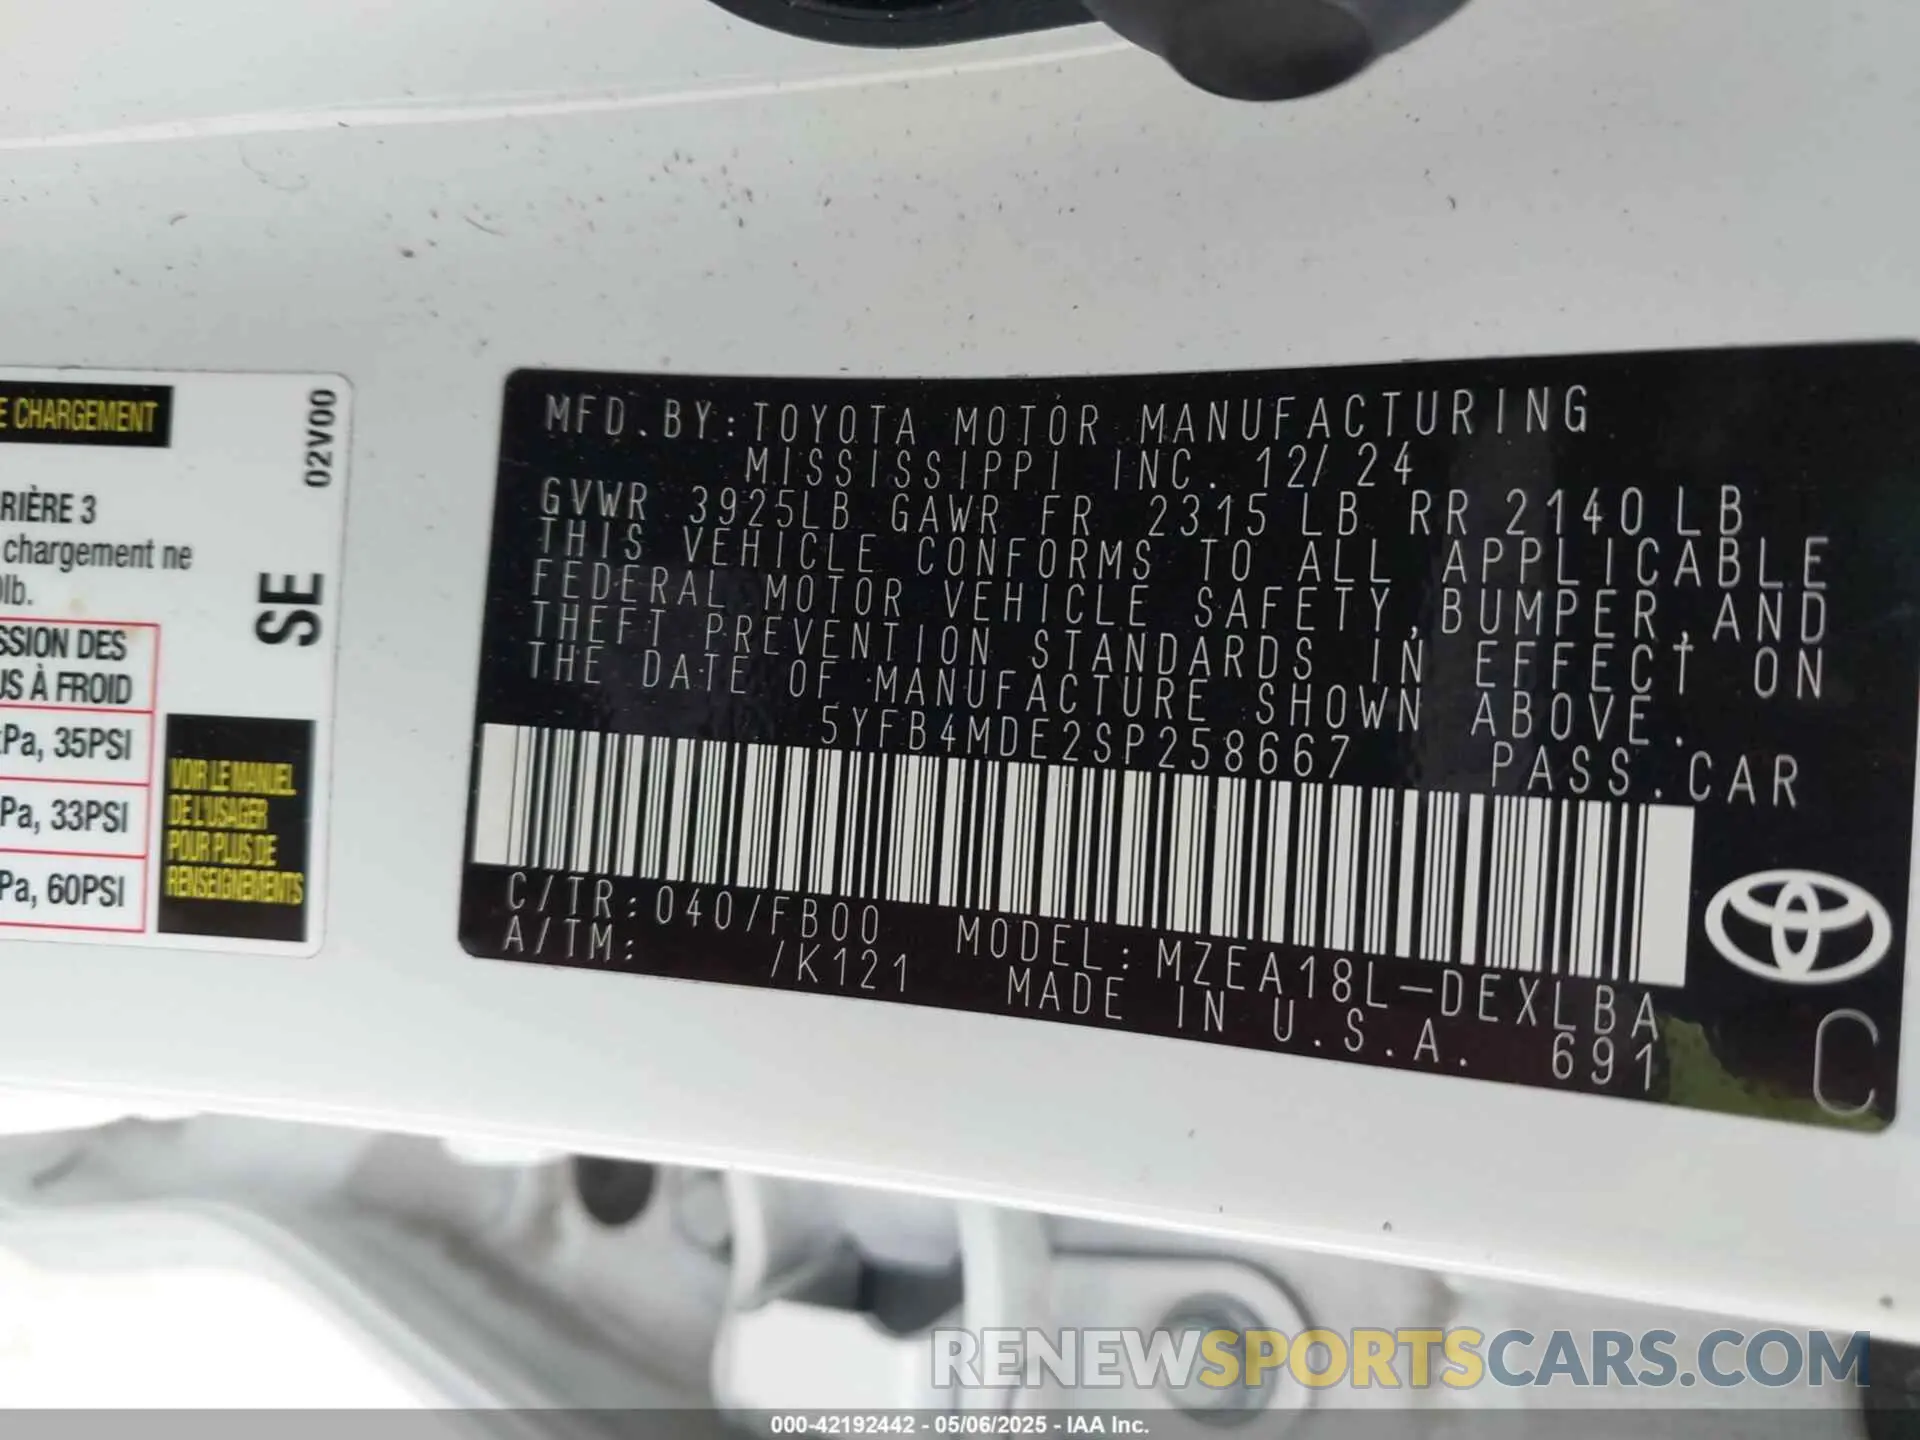 E CHARGEMENT
02V00
RIÈRE 3
chargement ne
lb.
SE
SSION DES
US À FROID
Pa, 35PSI
Pa, 33PSI
Pa, 60PSI
VOIR LE MANUEL
DE L'USAGER
POUR PLUS DE
RENSEIGNEMENTS
MFD.BY:TOYOTA MOTOR MANUFACTURING
MISSISSIPPI INC. 12/24
GVWR 3925LB GAWR FR 2315LB RR 2140LB
THIS VEHICLE CONFORMS TO ALL APPLICABLE
FEDERAL MOTOR VEHICLE SAFETY,BUMPER,AND
THEFT PREVENTION STANDARDS IN EFFECT ON
THE DATE OF MANUFACTURE SHOWN ABOVE.
5YFB4MDE2SP258667
PASS.CAR
C/TR:040/FB00 MODEL:MZEA18L-DEXLBA
A/TM: /K121 MADE IN U.S.A. 691
C
RENEWSPORTSCARS.COM
000-42192442 - 05/06/2025 - IAA Inc.